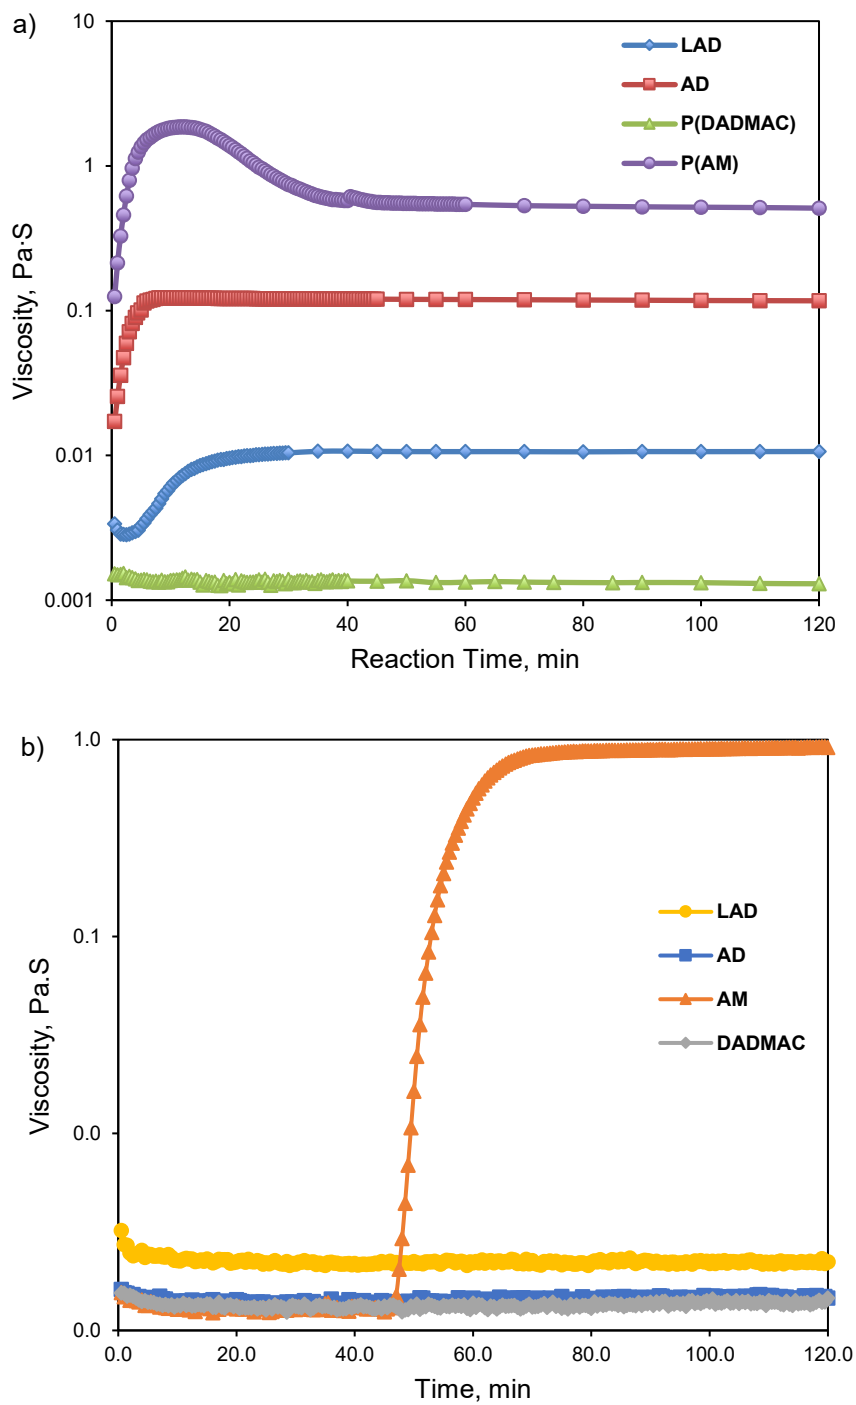 a)
10
1
0.1
0.01
0.001
Viscosity, Pa·S
LAD
AD
P(DADMAC)
P(AM)
0 20 40 60 80 100 120
Reaction Time, min
b)
1.0
0.1
0.0
0.0
Viscosity, Pa.S
LAD
AD
AM
DADMAC
0.0 20.0 40.0 60.0 80.0 100.0 120.0
Time, min